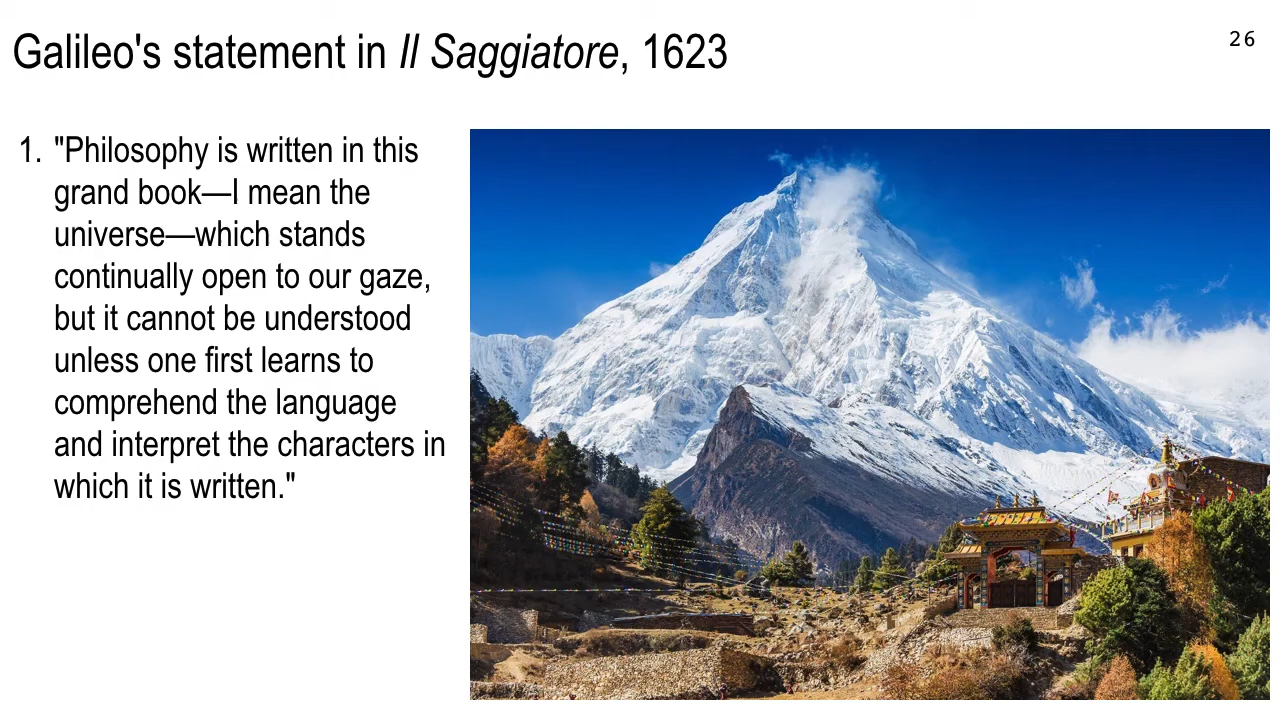 Galileo's statement in Il Saggiatore, 1623
26
1. "Philosophy is written in this
grand book—I mean the
universe—which stands
continually open to our gaze,
but it cannot be understood
unless one first learns to
comprehend the language
and interpret the characters in
which it is written."